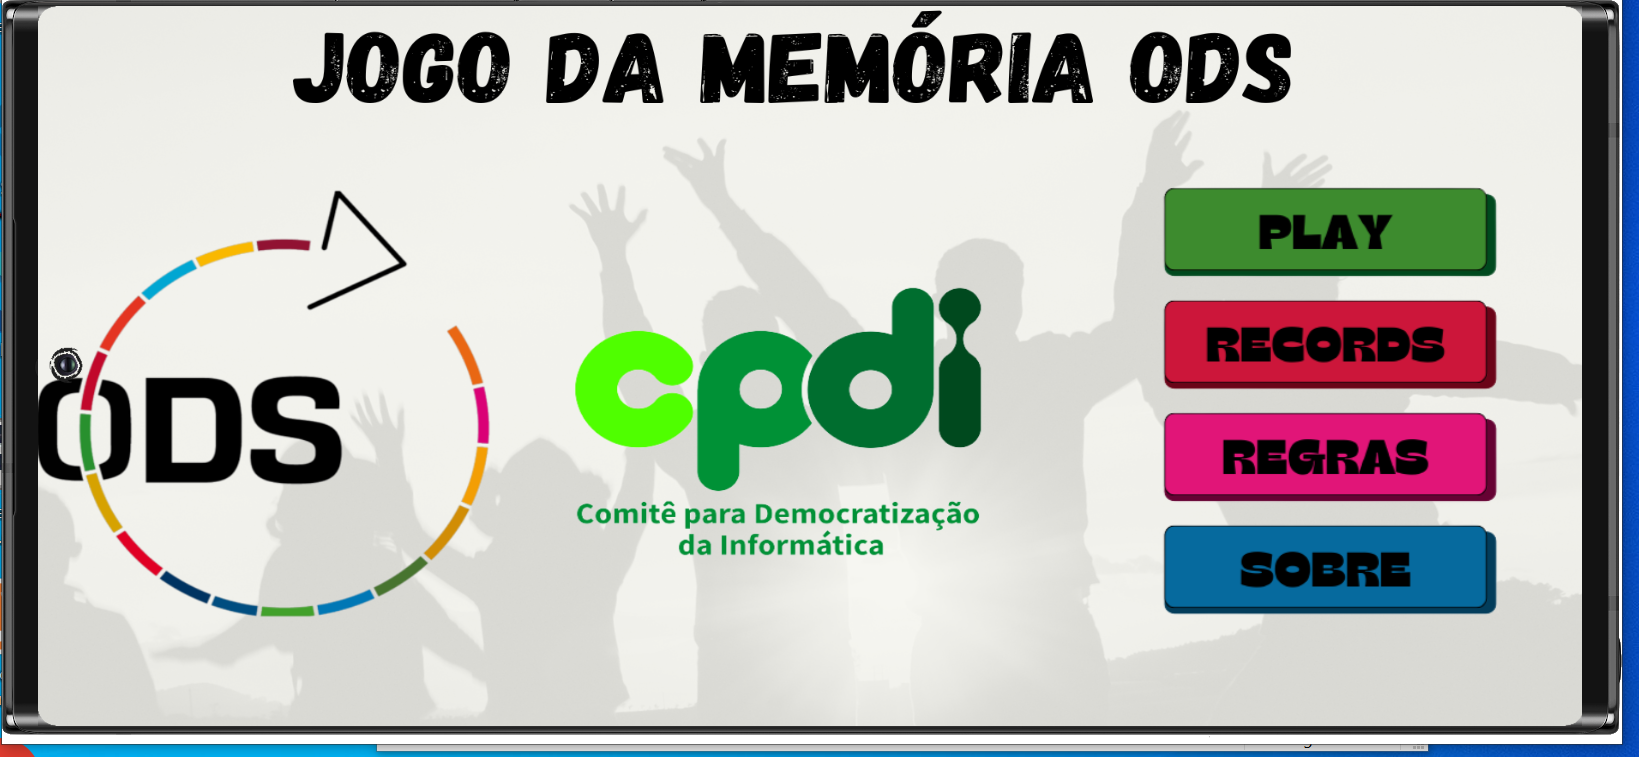 JOGO DA MEMÓRIA ODS
ODS
cpdi
Comitê para Democratização
da Informática
PLAY
RECORDS
REGRAS
SOBRE